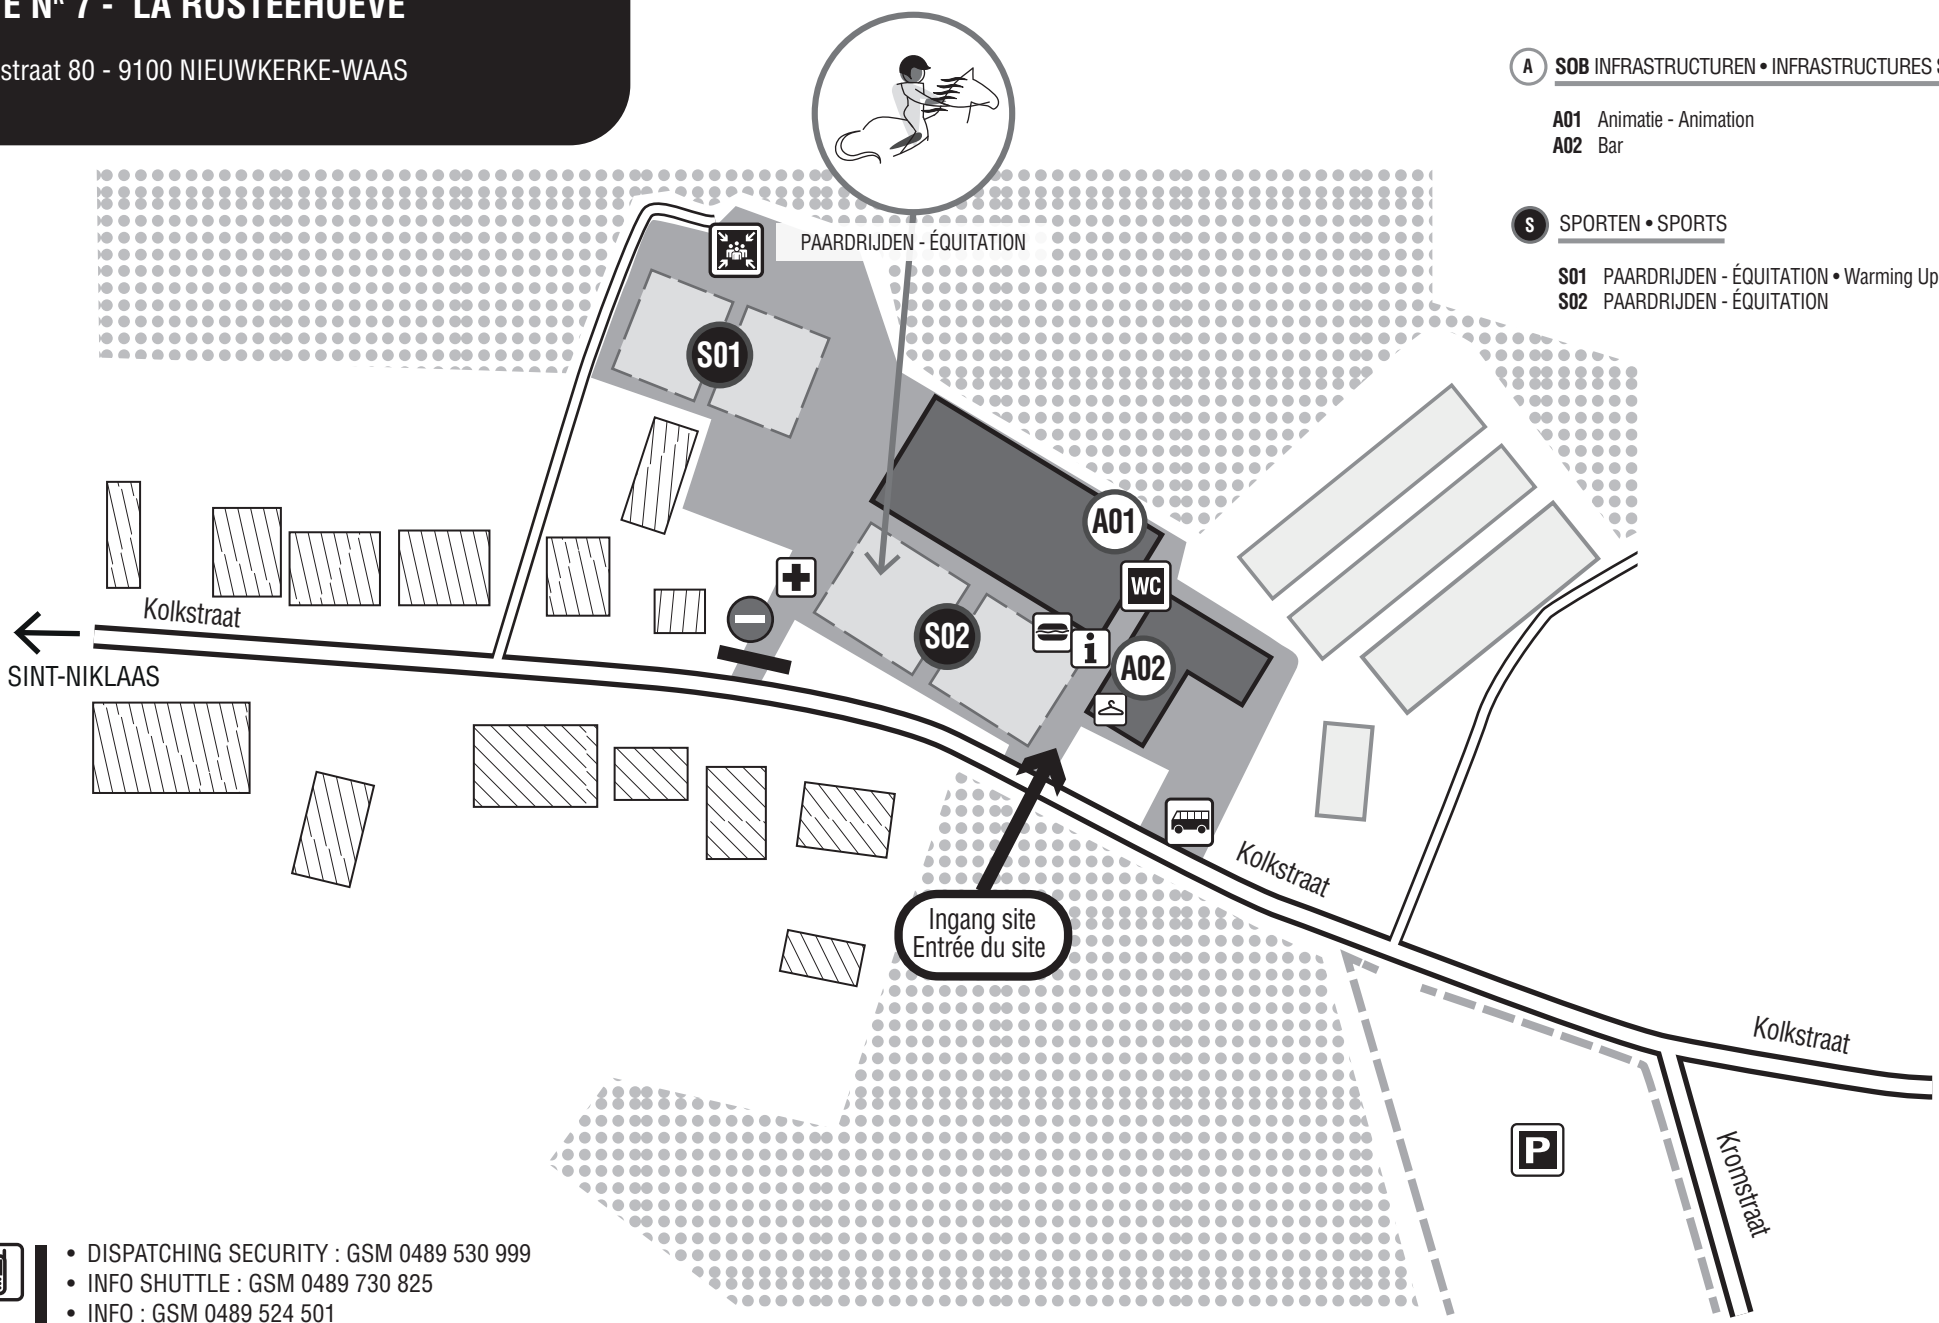 E Nʀ 7 - LA ROSTEEHOEVE
straat 80 - 9100 NIEUWKERKE-WAAS
A SOB INFRASTRUCTUREN • INFRASTRUCTURES
A01 Animatie - Animation
A02 Bar
S SPORTEN • SPORTS
S01 PAARDRIJDEN - ÉQUITATION • Warming Up
S02 PAARDRIJDEN - ÉQUITATION
PAARDRIJDEN - ÉQUITATION
S01
A01
WC
S02
i
A02
Kolkstraat
SINT-NIKLAAS
Kolkstraat
Ingang site
Entrée du site
Kolkstraat
P
Kromstraat
• DISPATCHING SECURITY : GSM 0489 530 999
• INFO SHUTTLE : GSM 0489 730 825
• INFO : GSM 0489 524 501